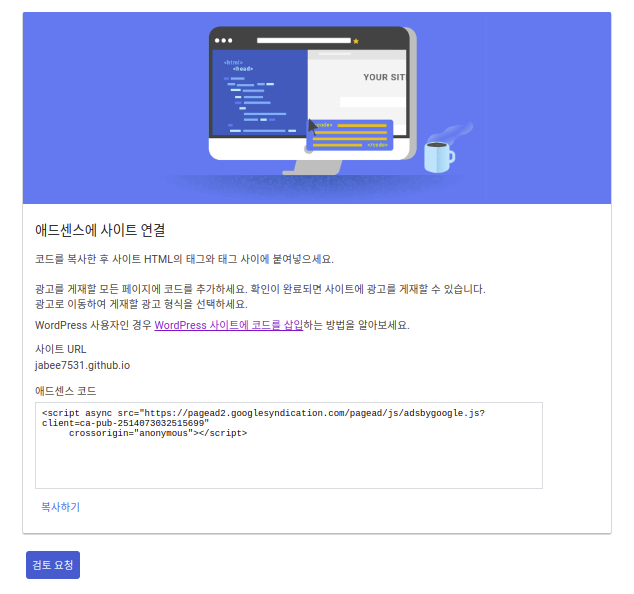 <html>
<head>
YOUR SIT
<code>
</code>
애드센스에 사이트 연결
코드를 복사한 후 사이트 HTML의 태그와 태그 사이에 붙여넣으세요.
광고를 게재할 모든 페이지에 코드를 추가하세요. 확인이 완료되면 사이트에 광고를 게재할 수 있습니다.
광고로 이동하여 게재할 광고 형식을 선택하세요.
WordPress 사용자인 경우 WordPress 사이트에 코드를 삽입하는 방법을 알아보세요.
사이트 URL
jabee7531.github.io
애드센스 코드
<script async src="https://pagead2.googlesyndication.com/pagead/js/adsbygoogle.js?
client=ca-pub-2514073032515699"
crossorigin="anonymous"></script>
복사하기
검토 요청